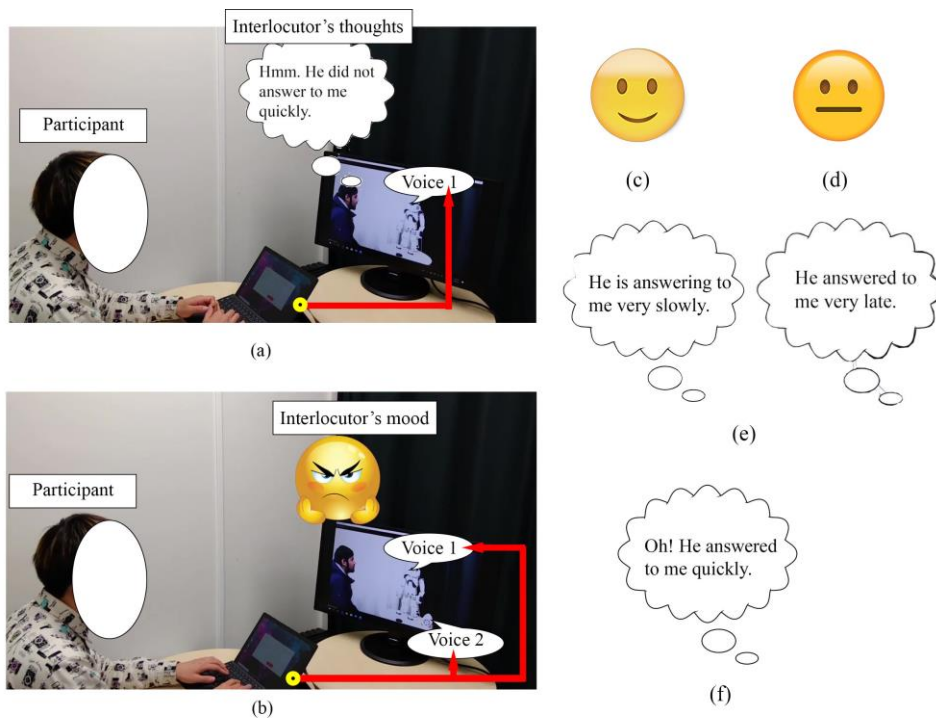 Interlocutor's thoughts
Hmm. He did not
answer to me
quickly.
Participant
Voice 1
(a)
Interlocutor's mood
Participant
Voice 1
Voice 2
(b)
(c)
(d)
He is answering to
me very slowly.
He answered to
me very late.
(e)
Oh! He answered
to me quickly.
(f)